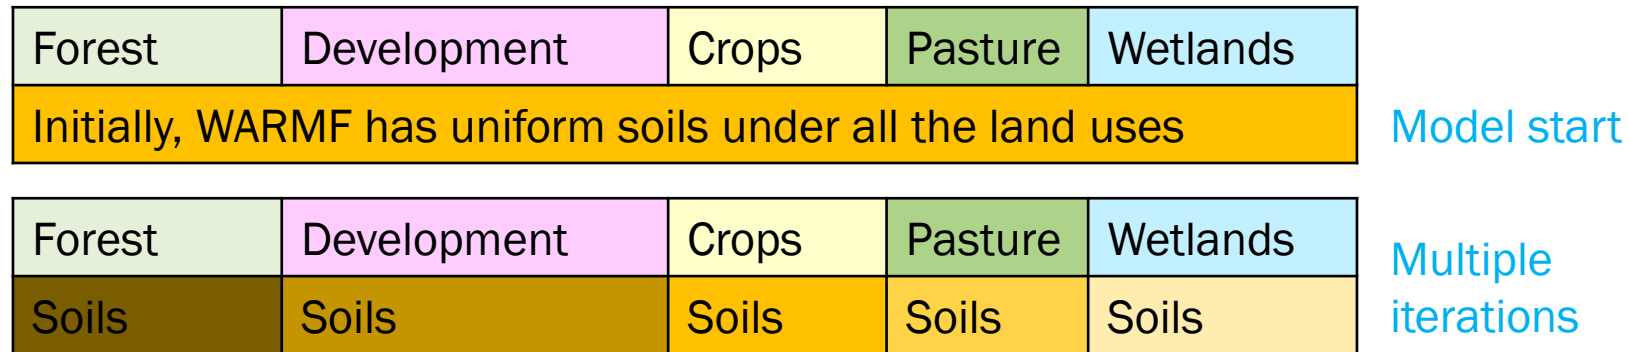 Forest Development Crops Pasture Wetlands
Initially, WARMF has uniform soils under all the land uses
Model start
Forest Development Crops Pasture Wetlands
Soils Soils Soils Soils Soils
Multiple
iterations